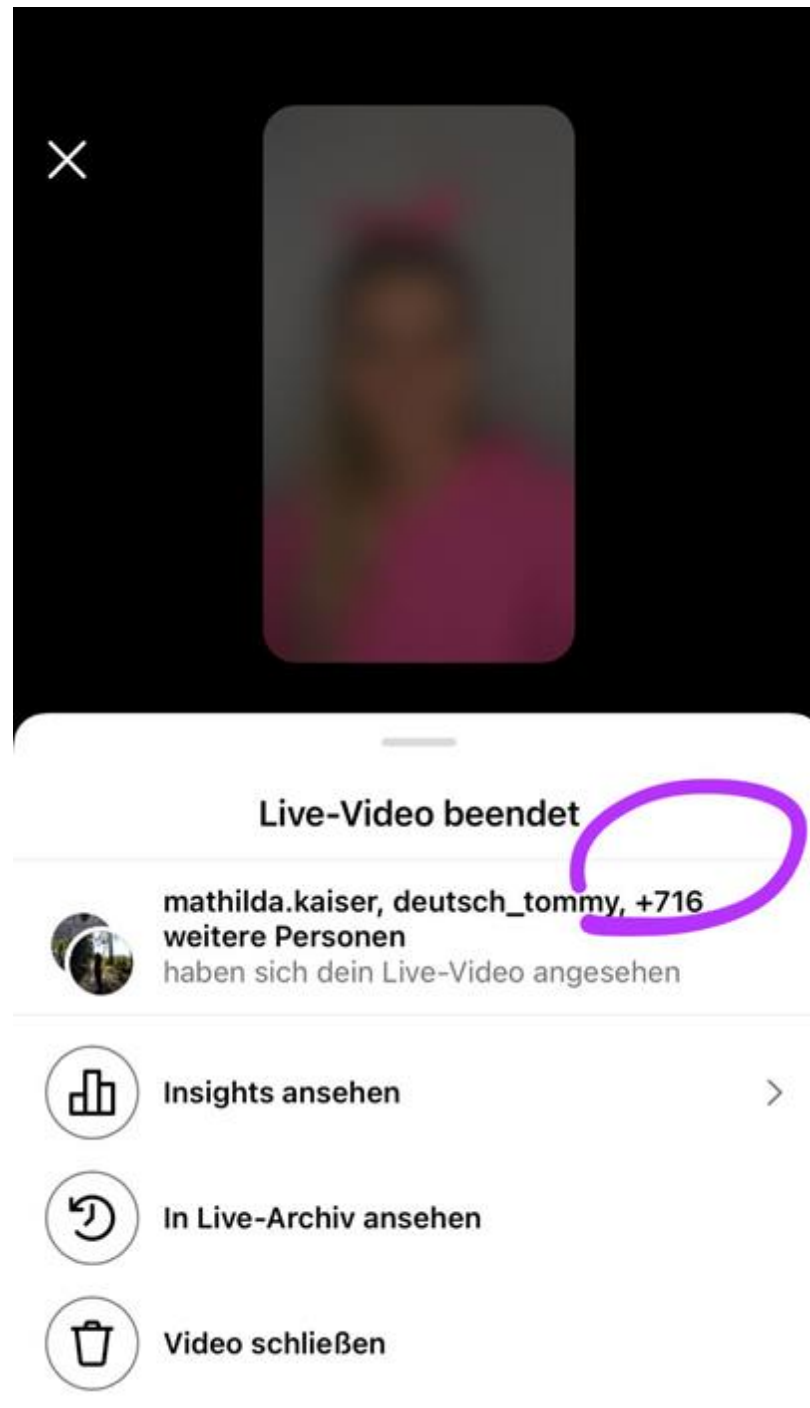 Live-Video beendet
mathilda.kaiser, deutsch_tommy, +716
weitere Personen
haben sich dein Live-Video angesehen
Insights ansehen
In Live-Archiv ansehen
Video schließen